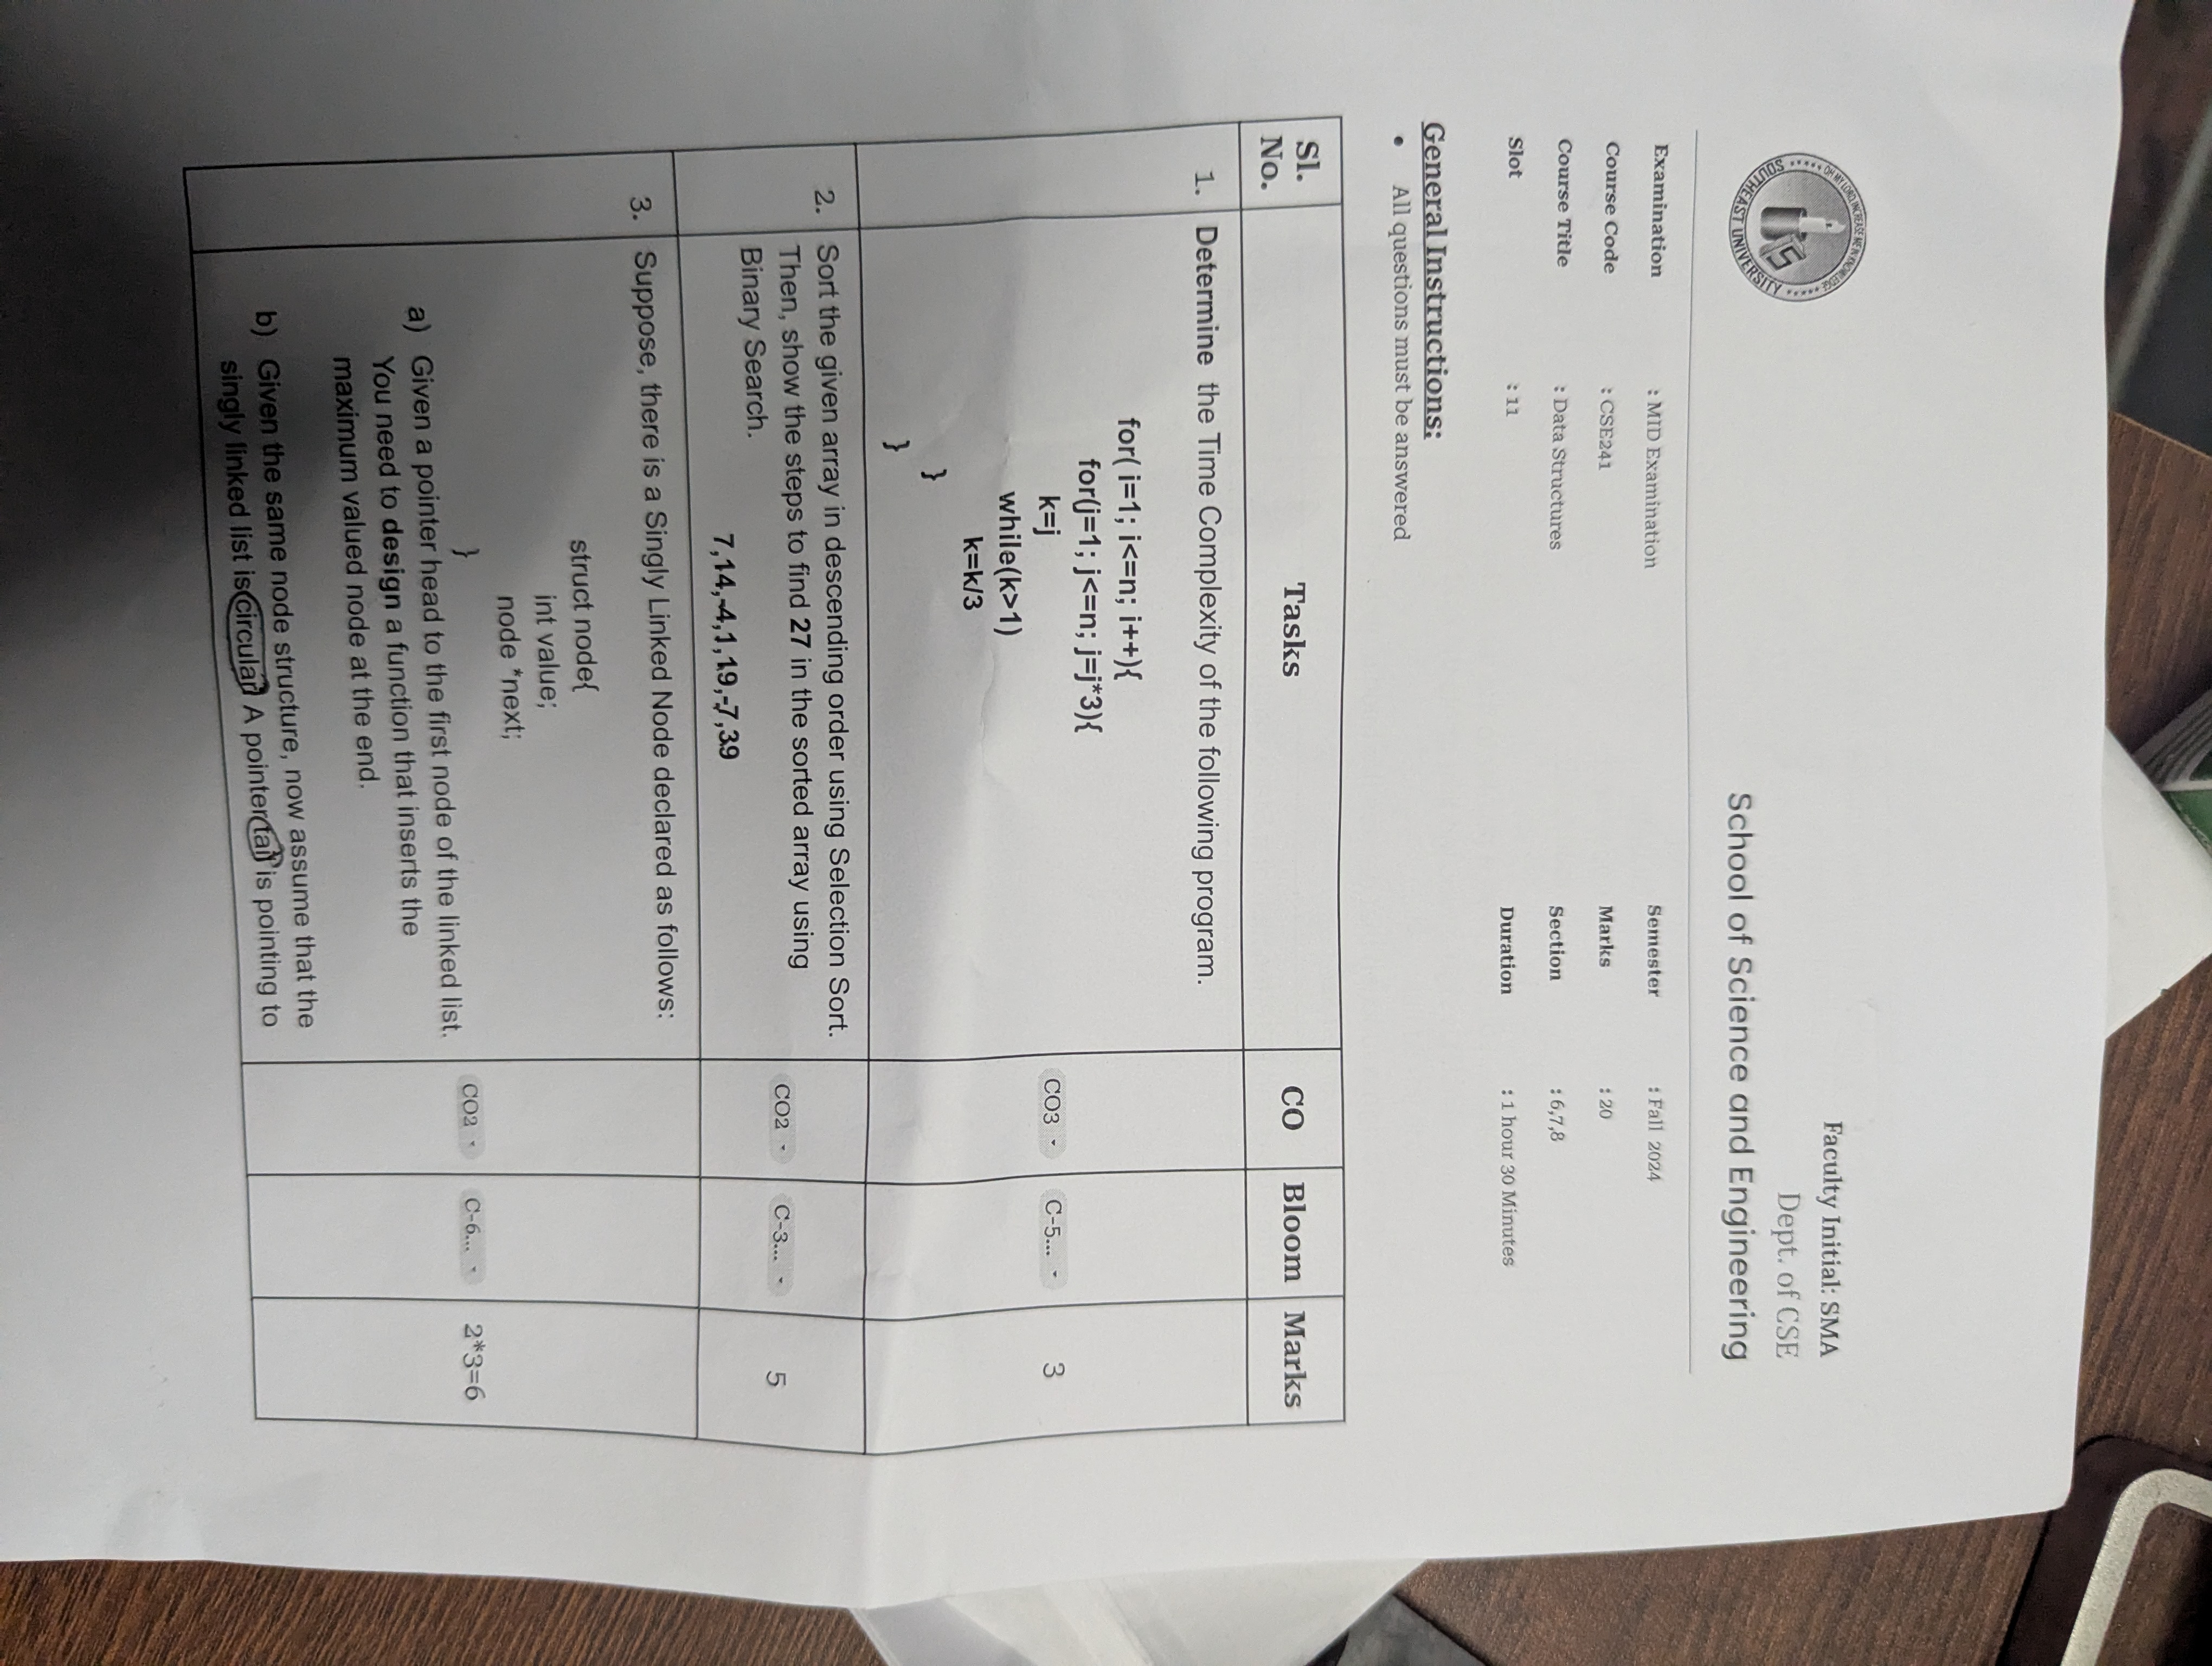 OH MY LORD, INCREASE ME IN KNOWLEDGE
SOUTHEAST UNIVERSITY
Faculty Initial: SMA
Dept. of CSE
School of Science and Engineering
Examination : MID Examination Semester : Fall 2024
Course Code : CSE241 Marks : 20
Course Title : Data Structures Section : 6,7,8
Slot : 11 Duration : 1 hour 30 Minutes
General Instructions:
• All questions must be answered
Sl. No. Tasks CO Bloom Marks
1. Determine the Time Complexity of the following program.
for( i=1; i<=n; i++){
for(j=1; j<=n; j=j*3){
k=j
while(k>1)
k=k/3
}
}
CO3 C-5... 3
2. Sort the given array in descending order using Selection Sort.
Then, show the steps to find 27 in the sorted array using
Binary Search.
7,14,-4,1,19,-7,39
CO2 C-3... 5
3. Suppose, there is a Singly Linked Node declared as follows:
struct node{
int value;
node *next;
}
CO2 C-6... 2*3=6
a) Given a pointer head to the first node of the linked list.
You need to design a function that inserts the
maximum valued node at the end.
b) Given the same node structure, now assume that the
singly linked list is circular. A pointer tail is pointing to